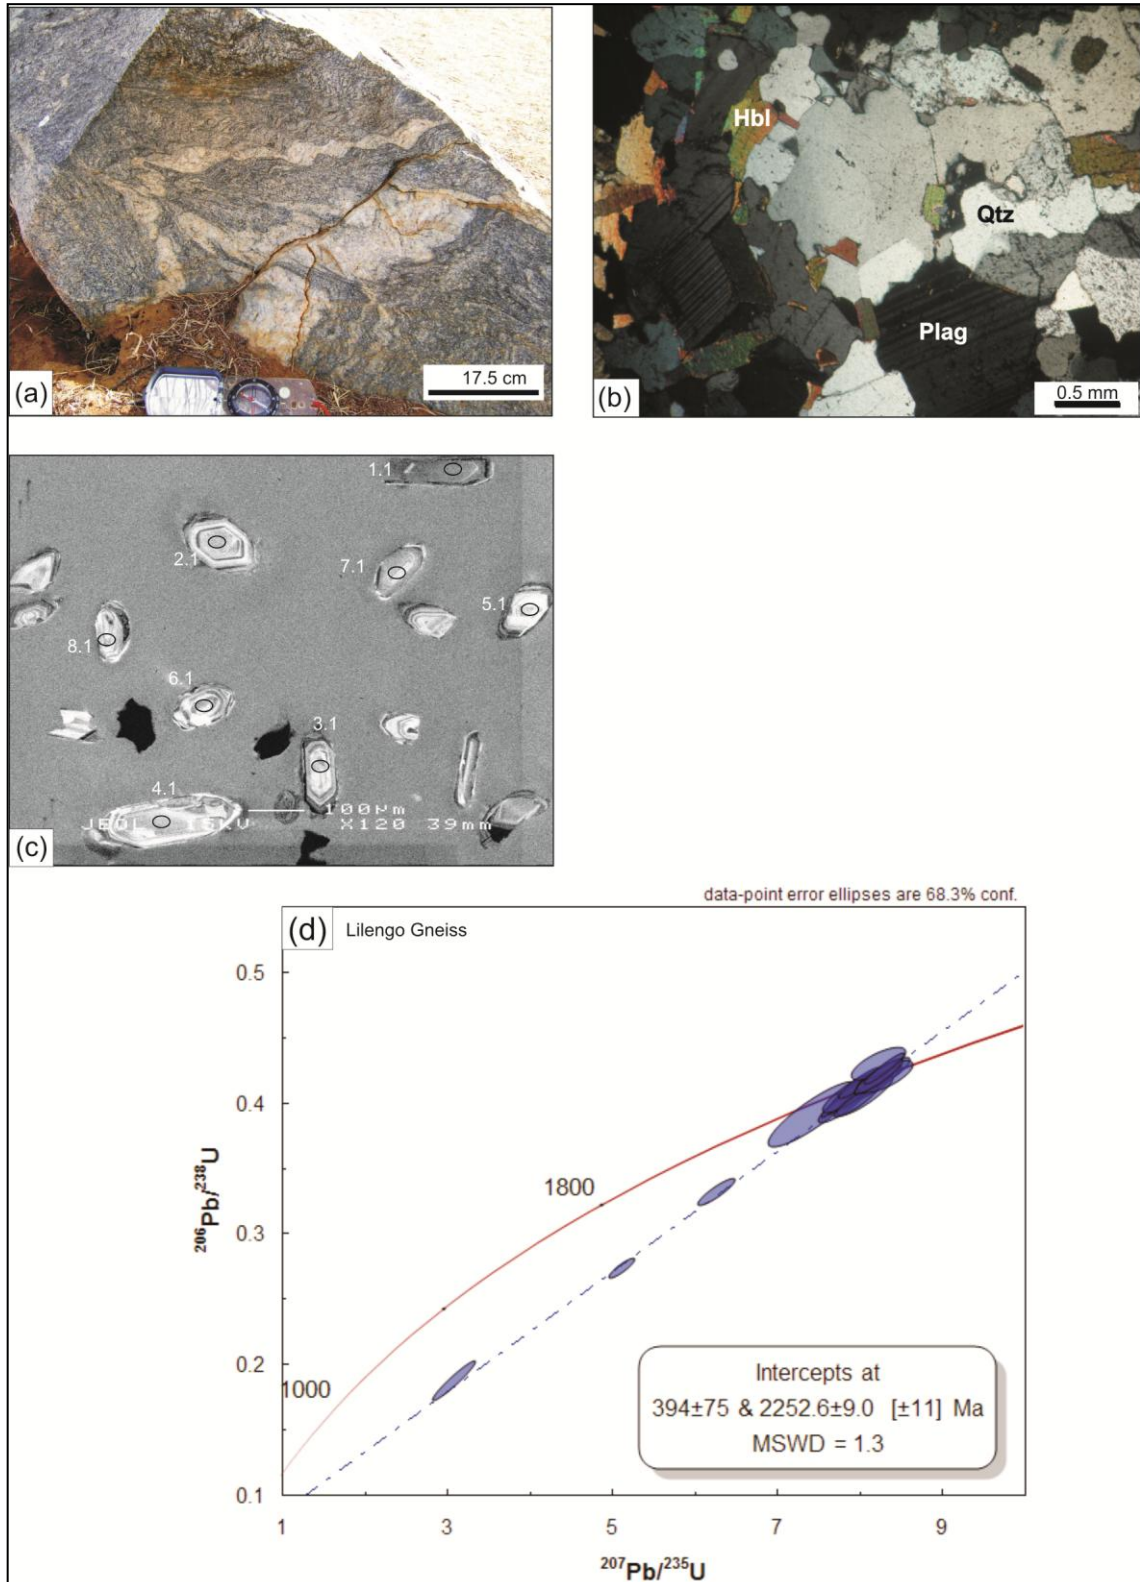 (a)
17.5 cm
(b)
Hbl
Qtz
Plag
0.5 mm
(c)
1.1
2.1
7.1
5.1
8.1
6.1
3.1
4.1
100µm
JEOL 15KV X120 39mm
data-point error ellipses are 68.3% conf.
(d) Lilengo Gneiss
0.5
0.4
0.3
0.2
0.1
²⁰⁶Pb/²³⁸U
1800
1000
Intercepts at
394±75 & 2252.6±9.0 [±11] Ma
MSWD = 1.3
1 3 5 7 9
²⁰⁷Pb/²³⁵U